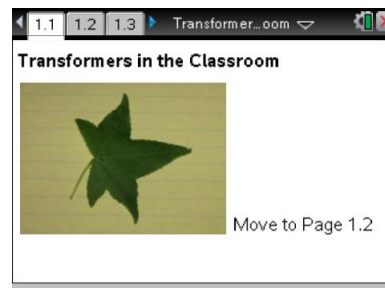 1.1 1.2 1.3 Transformer...oom
Transformers in the Classroom
Move to Page 1.2